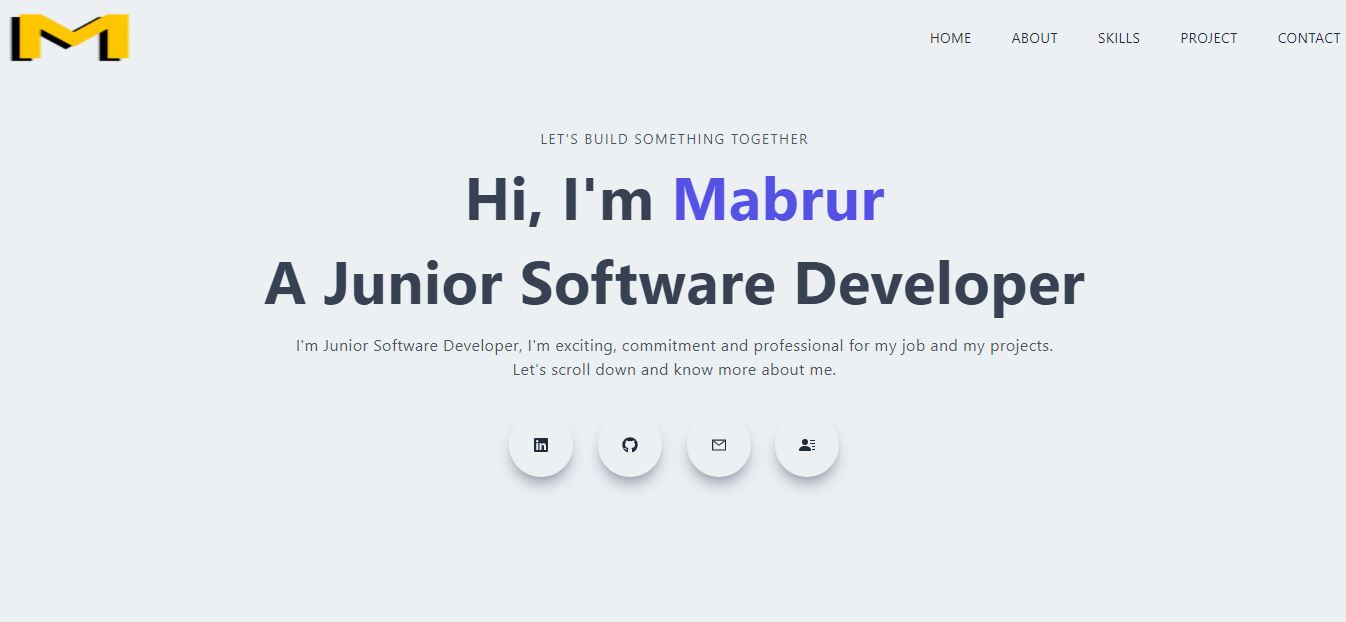 M
HOME ABOUT SKILLS PROJECT CONTACT
LET'S BUILD SOMETHING TOGETHER
Hi, I'm Mabrur
A Junior Software Developer
I'm Junior Software Developer, I'm exciting, commitment and professional for my job and my projects.
Let's scroll down and know more about me.
in